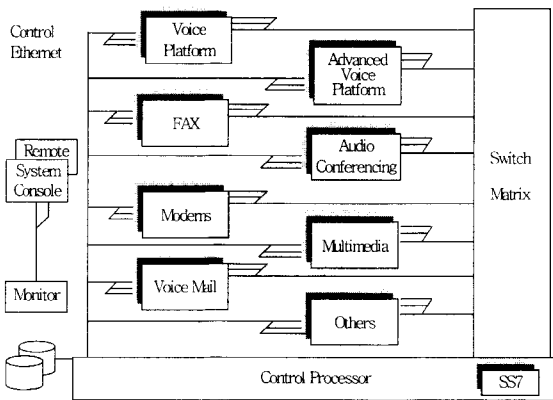 Control
Ethernet
Voice
Platform
Advanced
Voice
Platform
FAX
Audio
Conferencing
Remote
System
Console
Switch
Matrix
Modems
Multimedia
Monitor
Voice Mail
Others
Control Processor
SS7